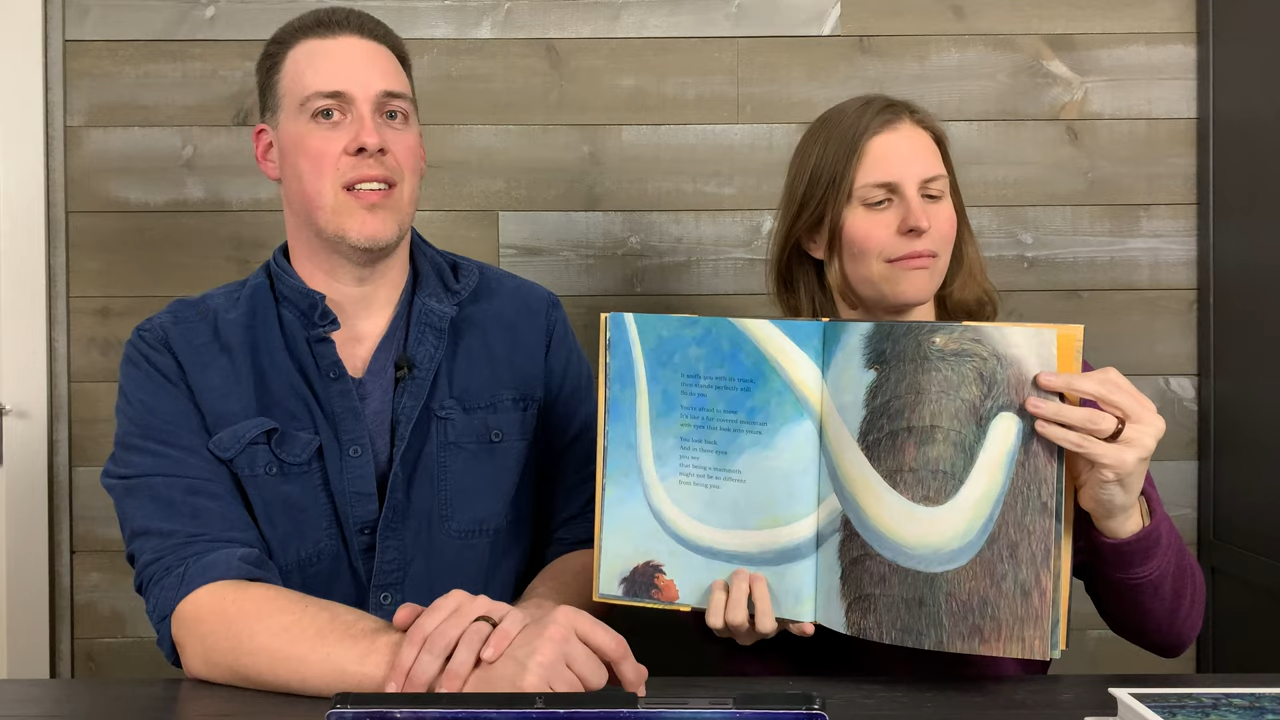 It sniffs you with its trunk,
then stands perfectly still.
So do you.
You're afraid to move.
It's like a fur-covered mountain
with eyes that look into yours.
You look back.
And in those eyes
you see
that being a mammoth
might not be so different
from being you.